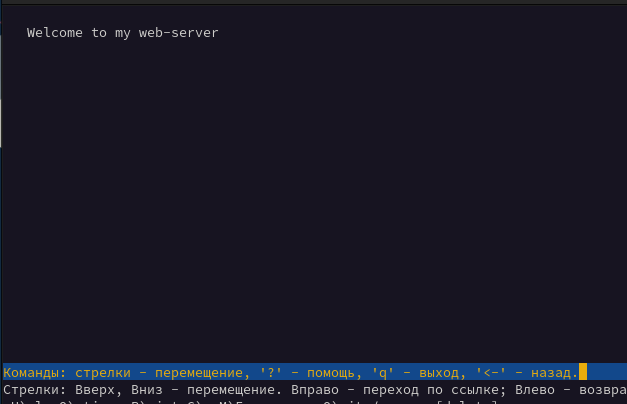 Welcome to my web-server
Команды: стрелки - перемещение, '?' - помощь, 'q' - выход, '<-' - назад.
Стрелки: Вверх, Вниз - перемещение. Вправо - переход по ссылке; Влево - возвра